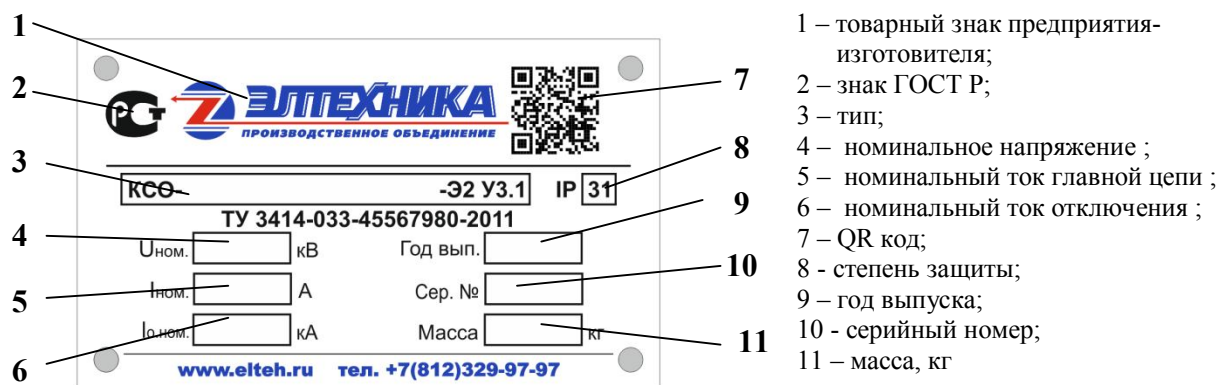 1
2
3
4
5
6
РСТ
ЭЛТЕХНИКА
ПРОИЗВОДСТВЕННОЕ ОБЪЕДИНЕНИЕ
КСО- -Э2 У3.1 IP 31
ТУ 3414-033-45567980-2011
Uном. кВ Год вып.
Iном. А Сер. №
Iо.ном. кА Масса кг
www.elteh.ru тел. +7(812)329-97-97
7
8
9
10
11
1 – товарный знак предприятия-
изготовителя;
2 – знак ГОСТ Р;
3 – тип;
4 – номинальное напряжение ;
5 – номинальный ток главной цепи ;
6 – номинальный ток отключения ;
7 – QR код;
8 - степень защиты;
9 – год выпуска;
10 - серийный номер;
11 – масса, кг